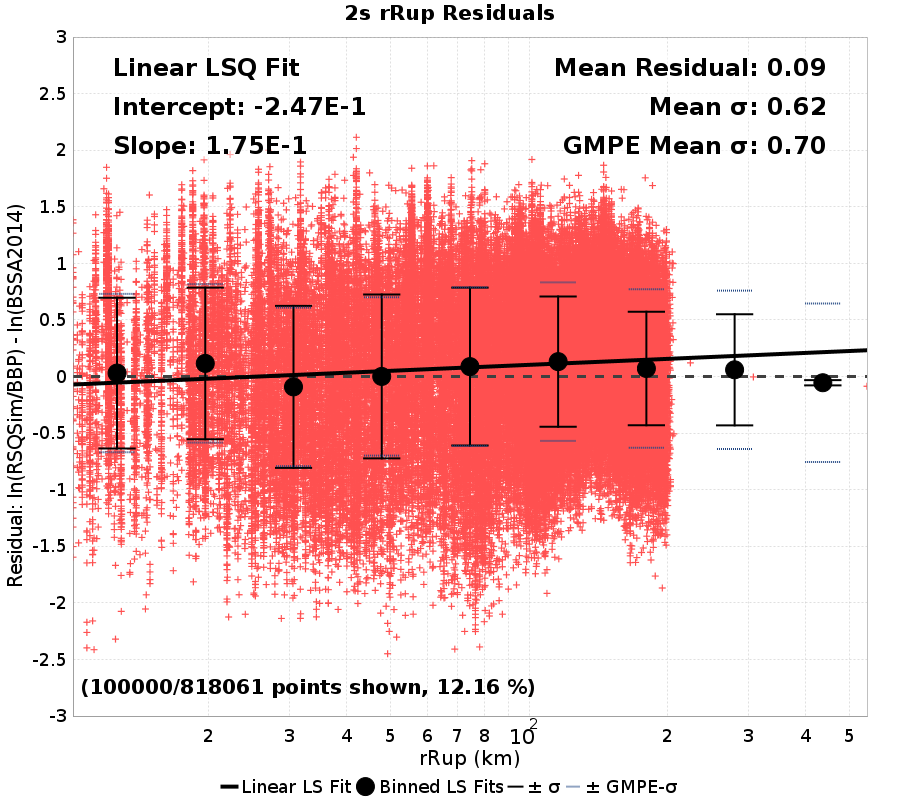 2s rRup Residuals
Linear LSQ Fit
Intercept: -2.47E-1
Slope: 1.75E-1
Mean Residual: 0.09
Mean σ: 0.62
GMPE Mean σ: 0.70
Residual: ln(RSQSim/BBP) - ln(BSSA2014)
3
2.5
2
1.5
1
0.5
0
-0.5
-1
-1.5
-2
-2.5
-3
(100000/818061 points shown, 12.16 %)
2 3 4 5 6 7 8 10² 2 3 4 5
rRup (km)
Linear LS Fit Binned LS Fits ± σ ± GMPE-σ